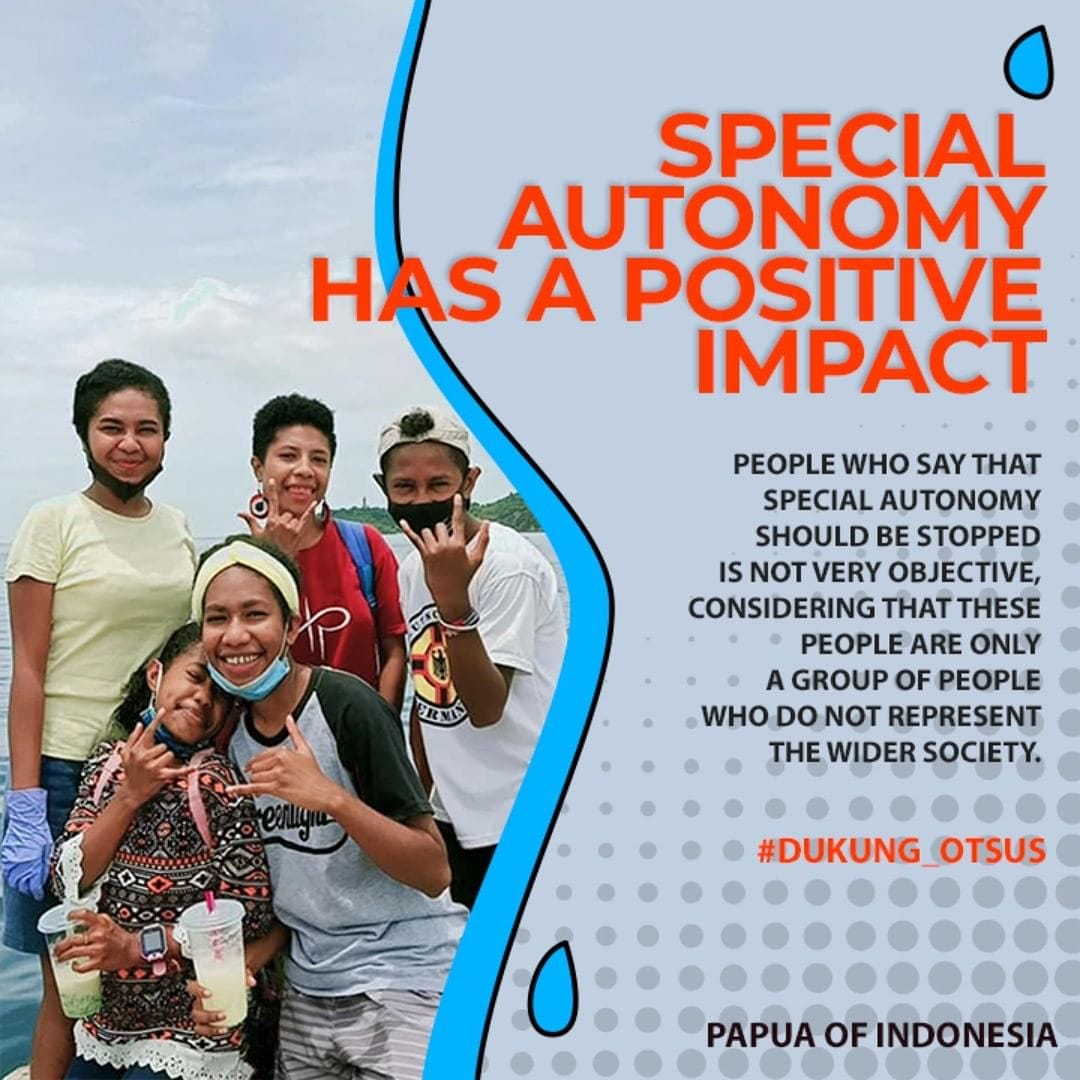 SPECIAL
AUTONOMY
HAS A POSITIVE
IMPACT
PEOPLE WHO SAY THAT
SPECIAL AUTONOMY
SHOULD BE STOPPED
IS NOT VERY OBJECTIVE,
CONSIDERING THAT THESE
PEOPLE ARE ONLY
A GROUP OF PEOPLE
WHO DO NOT REPRESENT
THE WIDER SOCIETY.
#DUKUNG_OTSUS
PAPUA OF INDONESIA